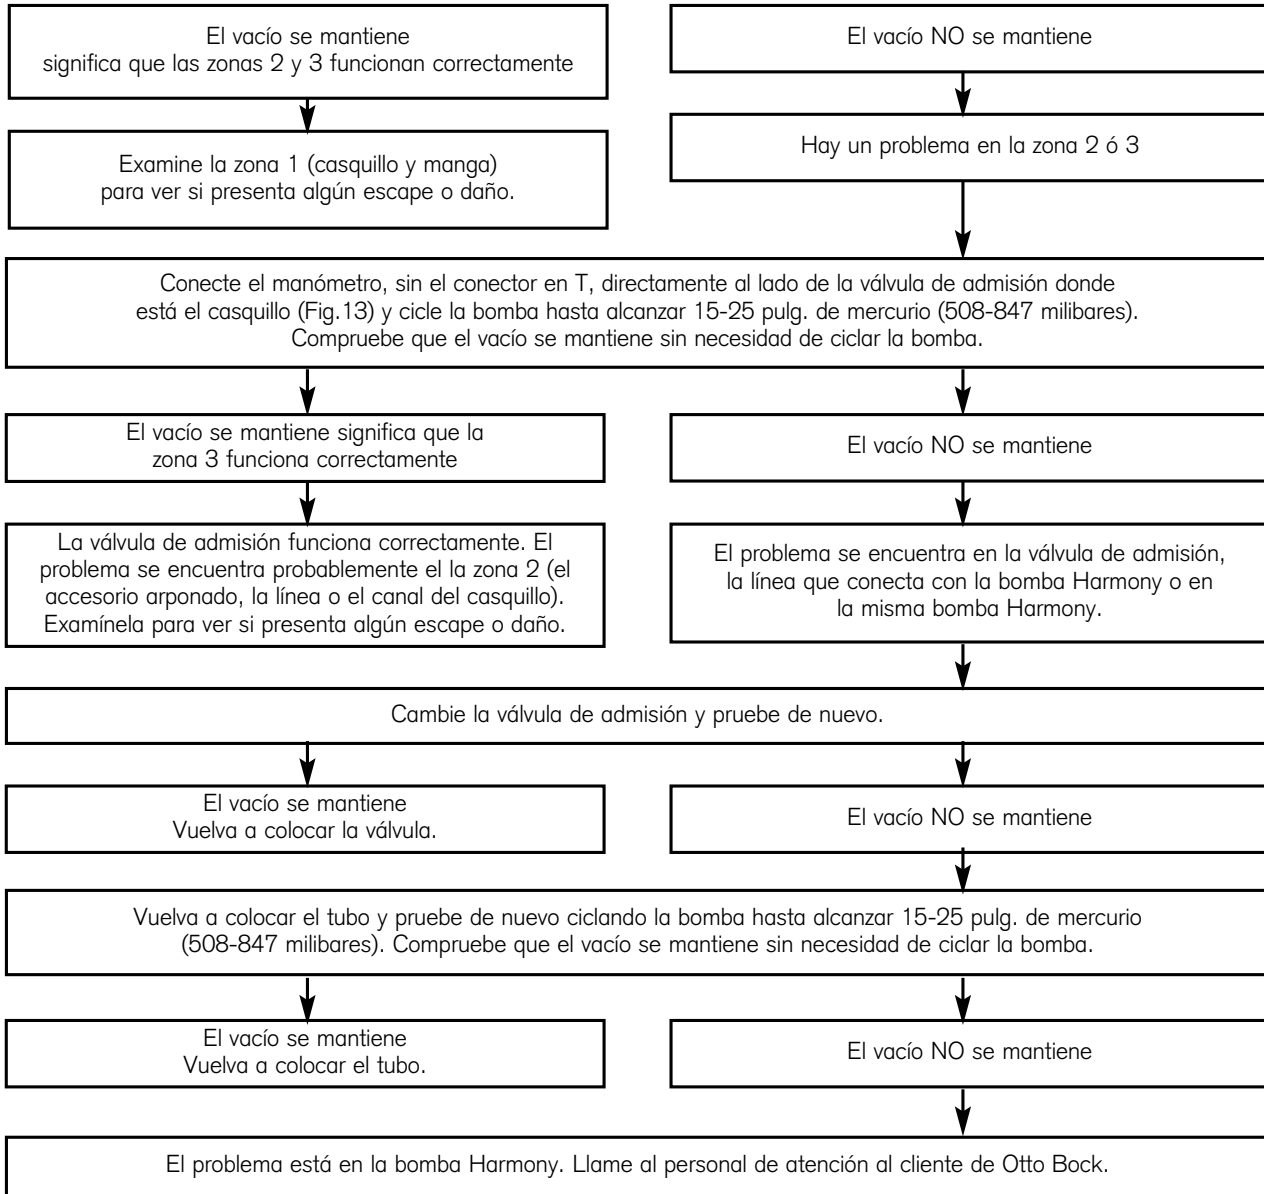 El vacío se mantiene
significa que las zonas 2 y 3 funcionan correctamente
El vacío NO se mantiene
Examine la zona 1 (casquillo y manga)
para ver si presenta algún escape o daño.
Hay un problema en la zona 2 ó 3
Conecte el manómetro, sin el conector en T, directamente al lado de la válvula de admisión donde
está el casquillo (Fig.13) y cicle la bomba hasta alcanzar 15-25 pulg. de mercurio (508-847 milibares).
Compruebe que el vacío se mantiene sin necesidad de ciclar la bomba.
El vacío se mantiene significa que la
zona 3 funciona correctamente
El vacío NO se mantiene
La válvula de admisión funciona correctamente. El
problema se encuentra probablemente el la zona 2 (el
accesorio arponado, la línea o el canal del casquillo).
Examínela para ver si presenta algún escape o daño.
El problema se encuentra en la válvula de admisión,
la línea que conecta con la bomba Harmony o en
la misma bomba Harmony.
Cambie la válvula de admisión y pruebe de nuevo.
El vacío se mantiene
Vuelva a colocar la válvula.
El vacío NO se mantiene
Vuelva a colocar el tubo y pruebe de nuevo ciclando la bomba hasta alcanzar 15-25 pulg. de mercurio
(508-847 milibares). Compruebe que el vacío se mantiene sin necesidad de ciclar la bomba.
El vacío se mantiene
Vuelva a colocar el tubo.
El vacío NO se mantiene
El problema está en la bomba Harmony. Llame al personal de atención al cliente de Otto Bock.